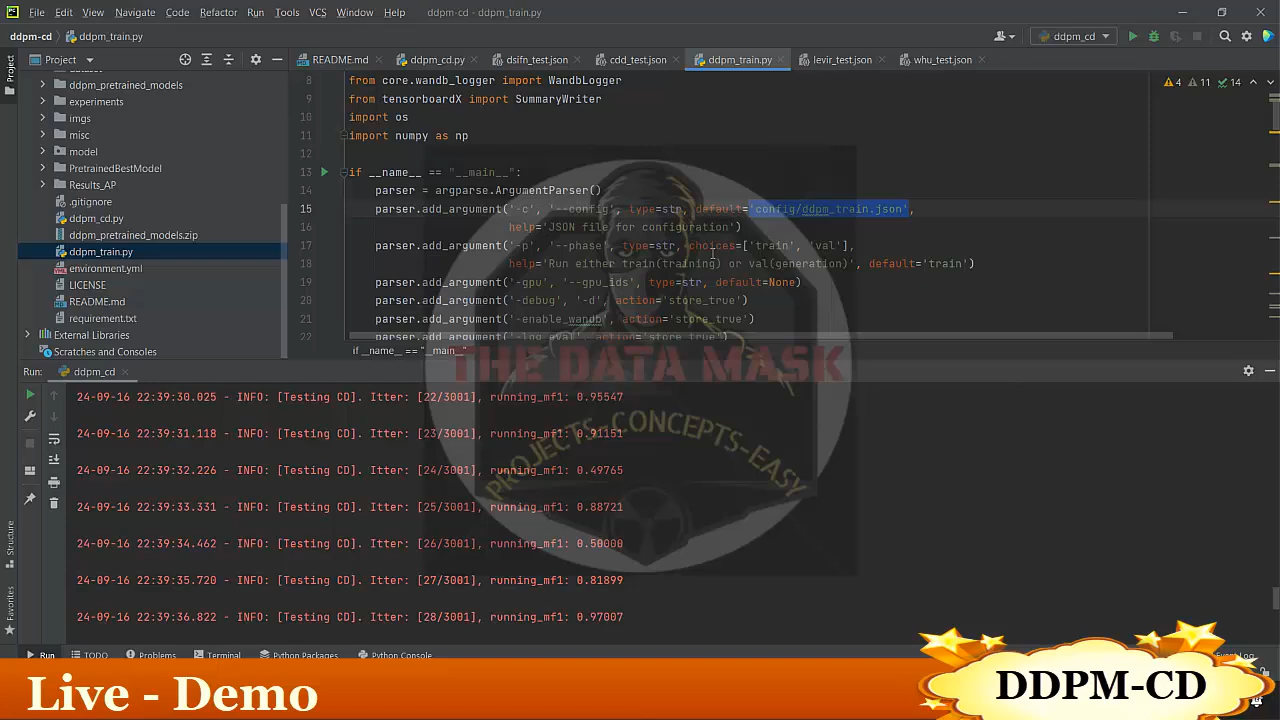 File Edit View Navigate Code Refactor Run Tools VCS Window Help ddpm-cd - ddpm_train.py
ddpm-cd ddpm_train.py ddpm_cd
Project README.md ddpm_cd.py dsifn_test.json cdd_test.json ddpm_train.py levir_test.json whu_test.json
Project
ddpm_pretrained_models
experiments
imgs
misc
model
PretrainedBestModel
Results_AP
.gitignore
ddpm_cd.py
ddpm_pretrained_models.zip
ddpm_train.py
environment.yml
LICENSE
README.md
requirement.txt
External Libraries
Scratches and Consoles
4 11 14
8 from core.wandb_logger import WandbLogger
9 from tensorboardX import SummaryWriter
10 import os
11 import numpy as np
12
13 if __name__ == "__main__":
14 parser = argparse.ArgumentParser()
15 parser.add_argument('-c', '--config', type=str, default='config/ddpm_train.json',
16 help='JSON file for configuration')
17 parser.add_argument('-p', '--phase', type=str, choices=['train', 'val'],
18 help='Run either train(training) or val(generation)', default='train')
19 parser.add_argument('-gpu', '--gpu_ids', type=str, default=None)
20 parser.add_argument('-debug', '-d', action='store_true')
21 parser.add_argument('-enable_wandb', action='store_true')
22 parser.add_argument('-log_eval', action='store_true')
if __name__ == "__main__"
THE DATA MASK
PROJECTS-CONCEPTS-EASY
Run: ddpm_cd
24-09-16 22:39:30.025 - INFO: [Testing CD]. Itter: [22/3001], running_mf1: 0.95547
24-09-16 22:39:31.118 - INFO: [Testing CD]. Itter: [23/3001], running_mf1: 0.91151
24-09-16 22:39:32.226 - INFO: [Testing CD]. Itter: [24/3001], running_mf1: 0.49765
24-09-16 22:39:33.331 - INFO: [Testing CD]. Itter: [25/3001], running_mf1: 0.88721
24-09-16 22:39:34.462 - INFO: [Testing CD]. Itter: [26/3001], running_mf1: 0.50000
24-09-16 22:39:35.720 - INFO: [Testing CD]. Itter: [27/3001], running_mf1: 0.81899
24-09-16 22:39:36.822 - INFO: [Testing CD]. Itter: [28/3001], running_mf1: 0.97007
Structure
Favorites
Run TODO Problems Terminal Python Packages Python Console Event Log
Live - Demo
DDPM-CD